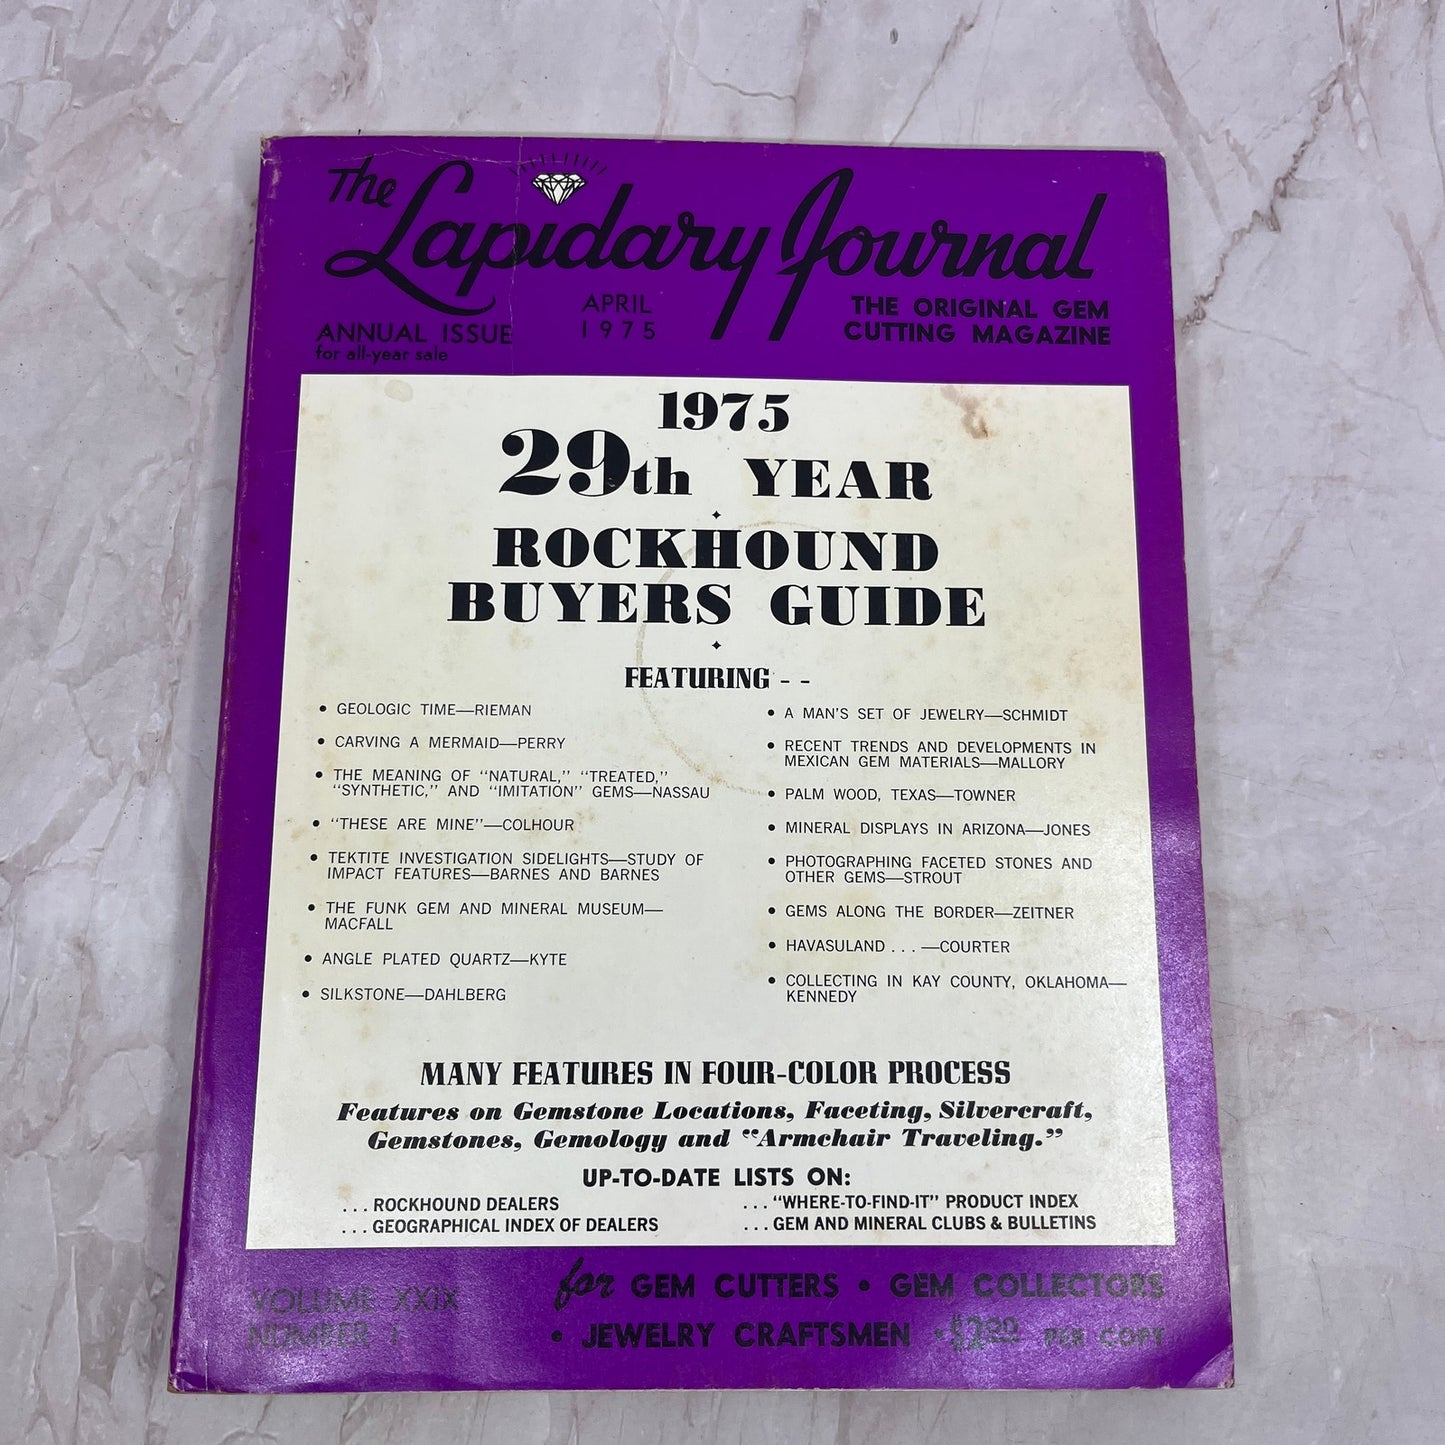 The Lapidary Journal
APRIL
1975
ANNUAL ISSUE
for all-year sale
THE ORIGINAL GEM
CUTTING MAGAZINE
1975
29th YEAR
ROCKHOUND
BUYERS GUIDE
FEATURING - -
• GEOLOGIC TIME—RIEMAN
• CARVING A MERMAID—PERRY
• THE MEANING OF "NATURAL," "TREATED,"
"SYNTHETIC," AND "IMITATION" GEMS—NASSAU
• "THESE ARE MINE"—COLHOUR
• TEKTITE INVESTIGATION SIDELIGHTS—STUDY OF
IMPACT FEATURES—BARNES AND BARNES
• THE FUNK GEM AND MINERAL MUSEUM—
MACFALL
• ANGLE PLATED QUARTZ—KYTE
• SILKSTONE—DAHLBERG
• A MAN'S SET OF JEWELRY—SCHMIDT
• RECENT TRENDS AND DEVELOPMENTS IN
MEXICAN GEM MATERIALS—MALLORY
• PALM WOOD, TEXAS—TOWNER
• MINERAL DISPLAYS IN ARIZONA—JONES
• PHOTOGRAPHING FACETED STONES AND
OTHER GEMS—STROUT
• GEMS ALONG THE BORDER—ZEITNER
• HAVASULAND . . . —COURTER
• COLLECTING IN KAY COUNTY, OKLAHOMA—
KENNEDY
MANY FEATURES IN FOUR-COLOR PROCESS
Features on Gemstone Locations, Faceting, Silvercraft,
Gemstones, Gemology and "Armchair Traveling."
UP-TO-DATE LISTS ON:
. . . ROCKHOUND DEALERS
. . . GEOGRAPHICAL INDEX OF DEALERS
. . . "WHERE-TO-FIND-IT" PRODUCT INDEX
. . . GEM AND MINERAL CLUBS & BULLETINS
VOLUME XXIX
NUMBER 1
for GEM CUTTERS • GEM COLLECTORS
• JEWELRY CRAFTSMEN • $2.00 PER COPY